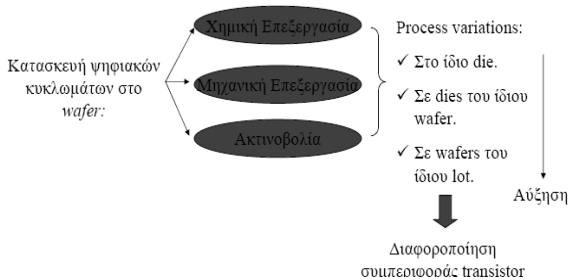 Κατασκευή ψηφιακών
κυκλωμάτων στο
wafer:
Χημική Επεξεργασία
Μηχανική Επεξεργασία
Ακτινοβολία
Process variations:
✓ Στο ίδιο die.
✓ Σε dies του ίδιου
wafer.
✓ Σε wafers του
ίδιου lot.
Αύξηση
Διαφοροποίηση
συμπεριφοράς transistor